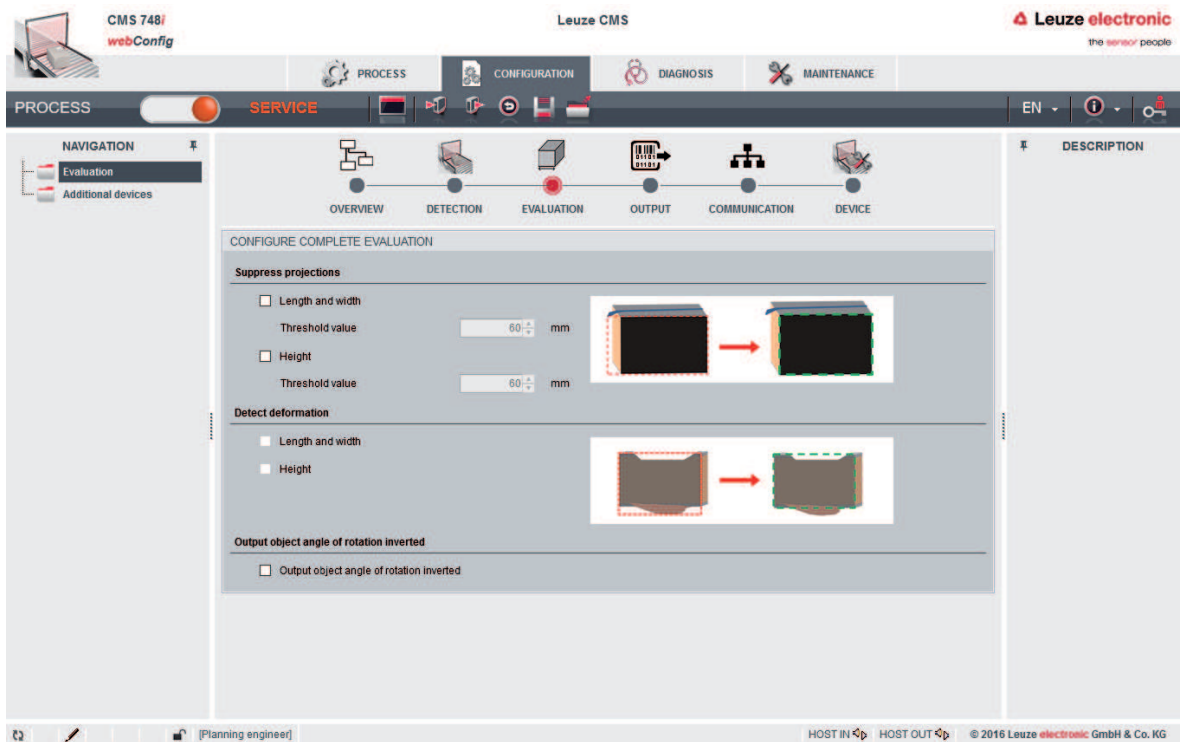 CMS 748i
webConfig
Leuze CMS
Leuze electronic
the sensor people
PROCESS
CONFIGURATION
DIAGNOSIS
MAINTENANCE
PROCESS
SERVICE
EN
NAVIGATION
Evaluation
Additional devices
OVERVIEW
DETECTION
EVALUATION
OUTPUT
COMMUNICATION
DEVICE
DESCRIPTION
CONFIGURE COMPLETE EVALUATION
Suppress projections
Length and width
Threshold value 60 mm
Height
Threshold value 60 mm
Detect deformation
Length and width
Height
Output object angle of rotation inverted
Output object angle of rotation inverted
[Planning engineer]
HOST IN
HOST OUT
© 2016 Leuze electronic GmbH & Co. KG